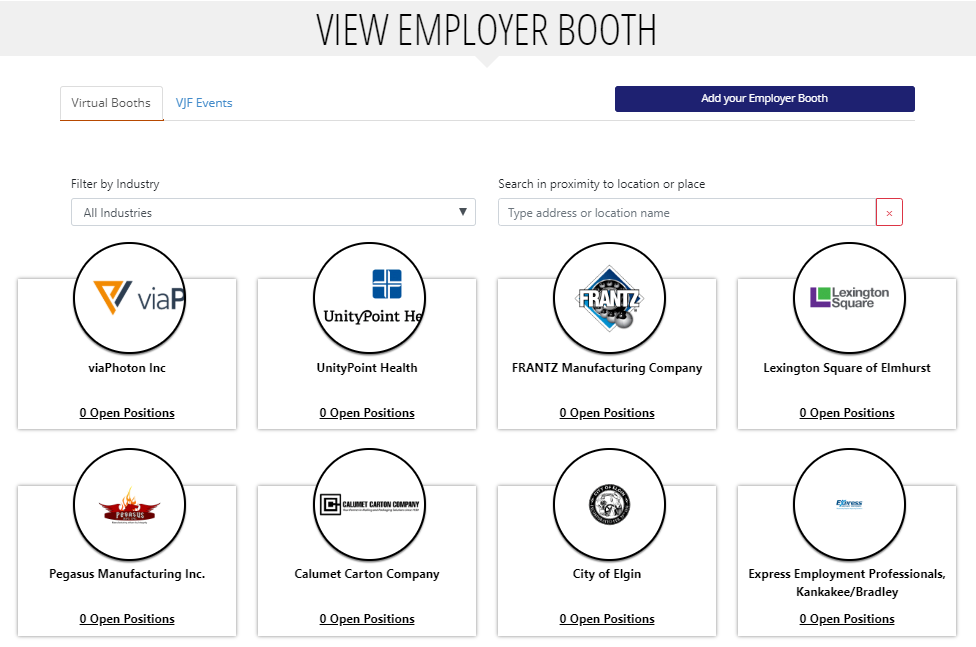 VIEW EMPLOYER BOOTH
Virtual Booths
VJF Events
Add your Employer Booth
Filter by Industry
Search in proximity to location or place
All Industries
Type address or location name
×
viaP
UnityPoint He
FRANTZ
Lexington
Square
viaPhoton Inc
UnityPoint Health
FRANTZ Manufacturing Company
Lexington Square of Elmhurst
0 Open Positions
0 Open Positions
0 Open Positions
0 Open Positions
PEGASUS
CALUMET CARTON COMPANY
CITY OF ELGIN
Express
Pegasus Manufacturing Inc.
Calumet Carton Company
City of Elgin
Express Employment Professionals,
Kankakee/Bradley
0 Open Positions
0 Open Positions
0 Open Positions
0 Open Positions